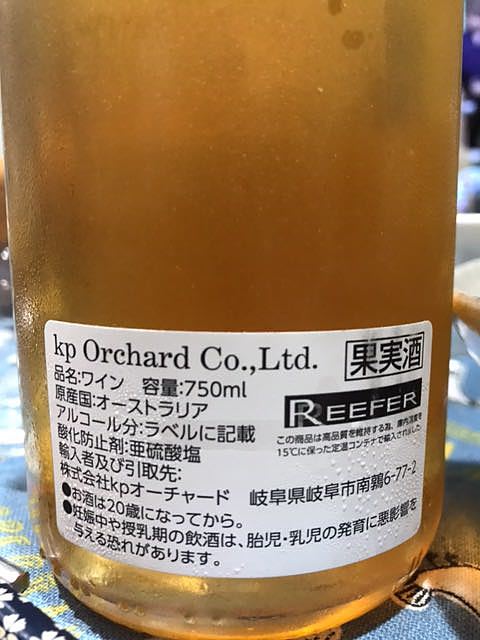 kp Orchard Co.,Ltd.
果実酒
品名:ワイン 容量:750ml
原産国:オーストラリア
アルコール分:ラベルに記載
酸化防止剤:亜硫酸塩
輸入者及び引取先:
株式会社kpオーチャード 岐阜県岐阜市南鶉6-77-2
REEFER
この商品は高品質を維持する為、庫内温度を
15℃に保った定温コンテナで輸入されました
●お酒は20歳になってから。
●妊娠中や授乳期の飲酒は、胎児・乳児の発育に悪影響を
与える恐れがあります。